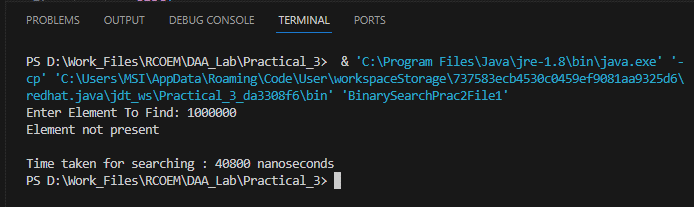 PROBLEMS OUTPUT DEBUG CONSOLE TERMINAL PORTS
PS D:\Work_Files\RCOEM\DAA_Lab\Practical_3>  & 'C:\Program Files\Java\jre-1.8\bin\java.exe' '-
cp' 'C:\Users\MSI\AppData\Roaming\Code\User\workspaceStorage\737583ecb4530c0459ef9081aa9325d6\
redhat.java\jdt_ws\Practical_3_da3308f6\bin' 'BinarySearchPrac2File1'
Enter Element To Find: 1000000
Element not present
Time taken for searching : 40800 nanoseconds
PS D:\Work_Files\RCOEM\DAA_Lab\Practical_3>